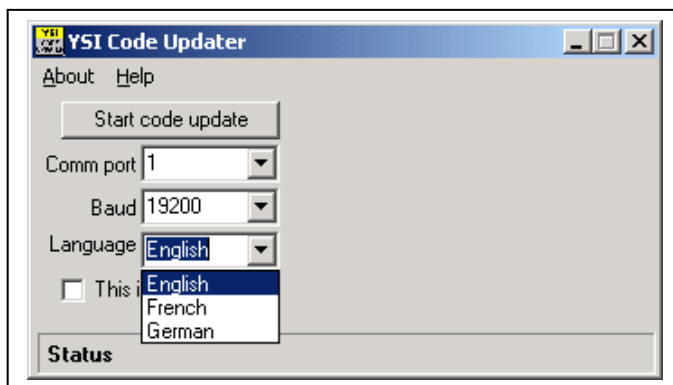 YSI Code Updater
About Help
Start code update
Comm port 1
Baud 19200
Language English
This i
English
French
German
Status